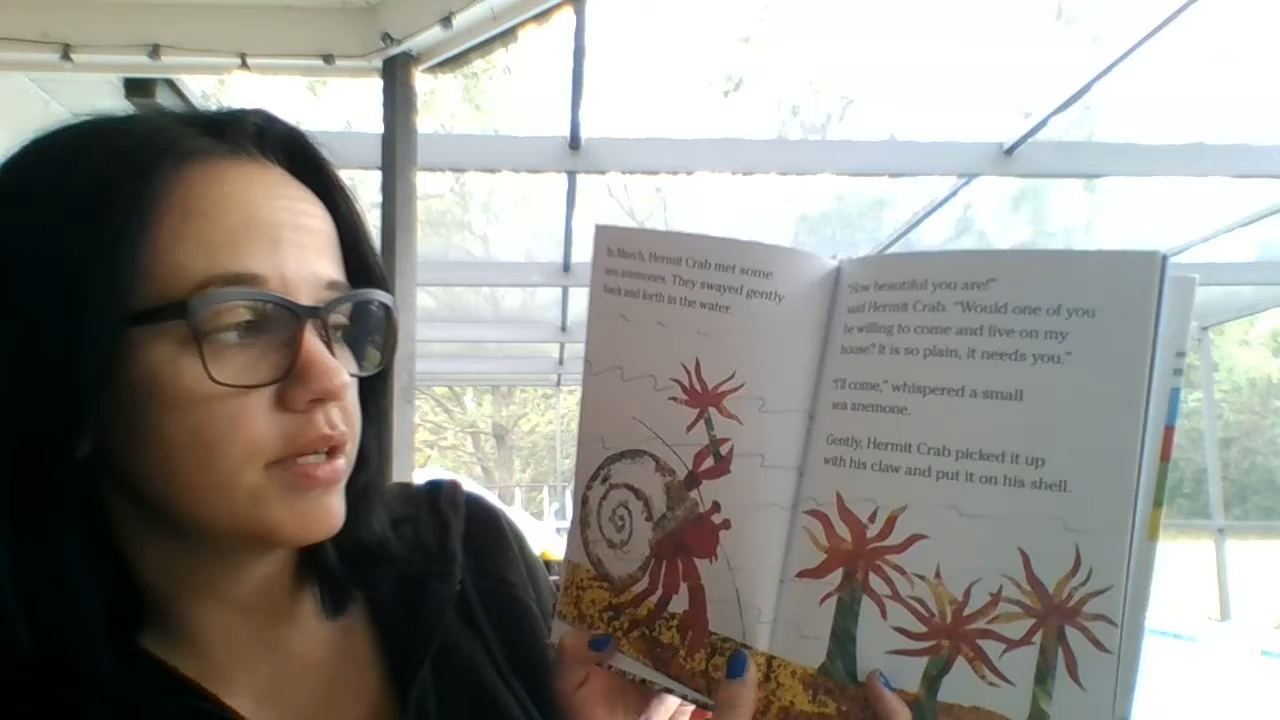 In March, Hermit Crab met some
sea anemones. They swayed gently
back and forth in the water.
"How beautiful you are!"
said Hermit Crab. "Would one of you
be willing to come and live on my
house? It is so plain, it needs you."
"I'll come," whispered a small
sea anemone.
Gently, Hermit Crab picked it up
with his claw and put it on his shell.